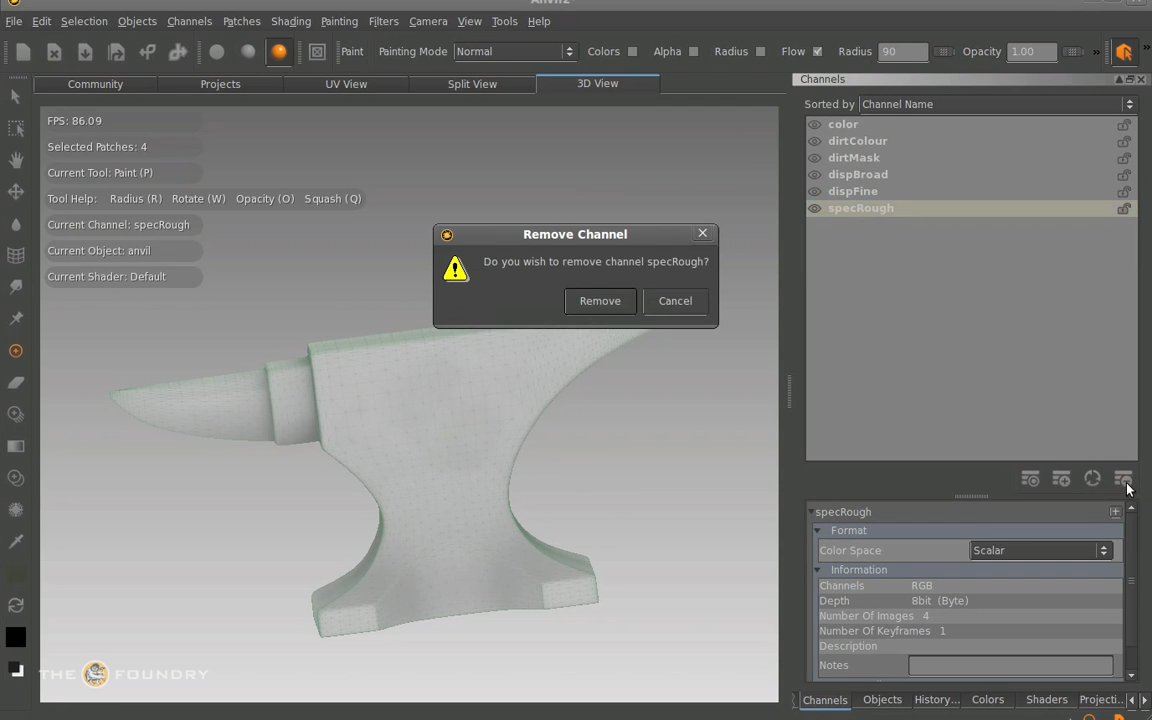 File Edit Selection Objects Channels Patches Shading Painting Filters Camera View Tools Help
Paint Painting Mode Normal Colors Alpha Radius Flow Radius 90 Opacity 1.00 »
Community Projects UV View Split View 3D View
FPS: 86.09
Selected Patches: 4
Current Tool: Paint (P)
Tool Help: Radius (R) Rotate (W) Opacity (O) Squash (Q)
Current Channel: specRough
Current Object: anvil
Current Shader: Default
Remove Channel
Do you wish to remove channel specRough?
Remove Cancel
THE FOUNDRY
Channels
Sorted by Channel Name
color
dirtColour
dirtMask
dispBroad
dispFine
specRough
specRough
Format
Color Space Scalar
Information
Channels RGB
Depth 8bit (Byte)
Number Of Images 4
Number Of Keyframes 1
Description
Notes
Channels Objects History... Colors Shaders Projecti...